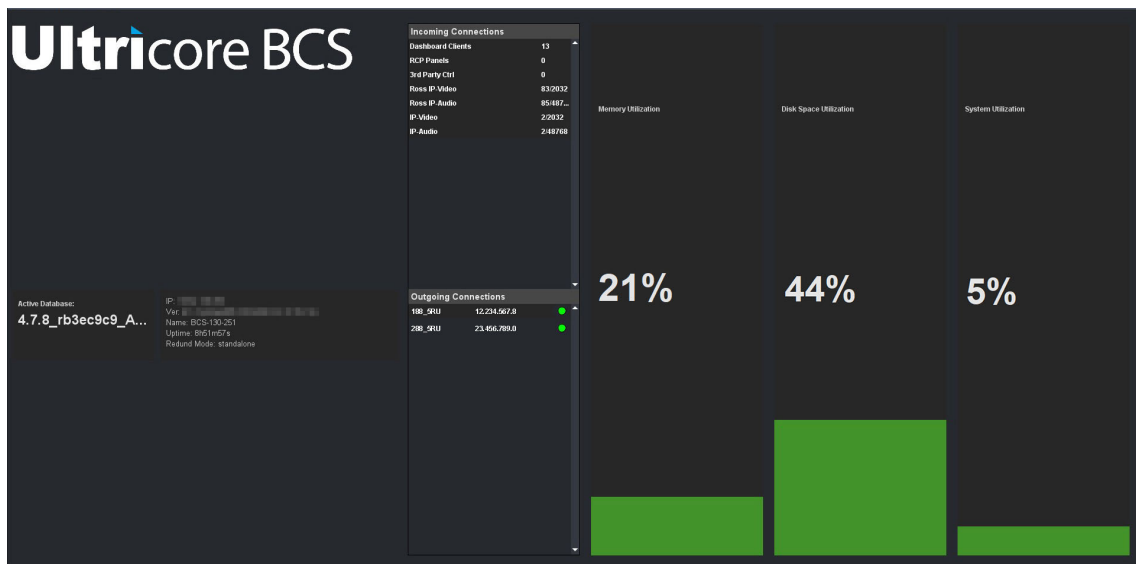 Ultricore BCS
Active Database:
4.7.8_rb3ec9c9_A...
IP:
Ver:
Name: BCS-130-251
Uptime: 8h51m57s
Redund Mode: standalone
Incoming Connections
Dashboard Clients 13
RCP Panels 0
3rd Party Ctrl 0
Ross IP-Video 83/2032
Ross IP-Audio 85/487...
IP-Video 2/2032
IP-Audio 2/48768
Outgoing Connections
188_5RU 12.234.567.8
288_5RU 23.456.789.0
Memory Utilization
21%
Disk Space Utilization
44%
System Utilization
5%